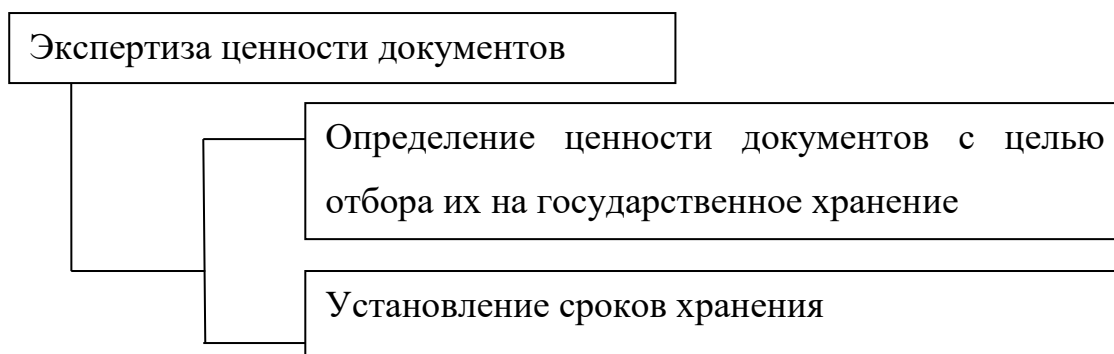 Экспертиза ценности документов
Определение ценности документов с целью
отбора их на государственное хранение
Установление сроков хранения